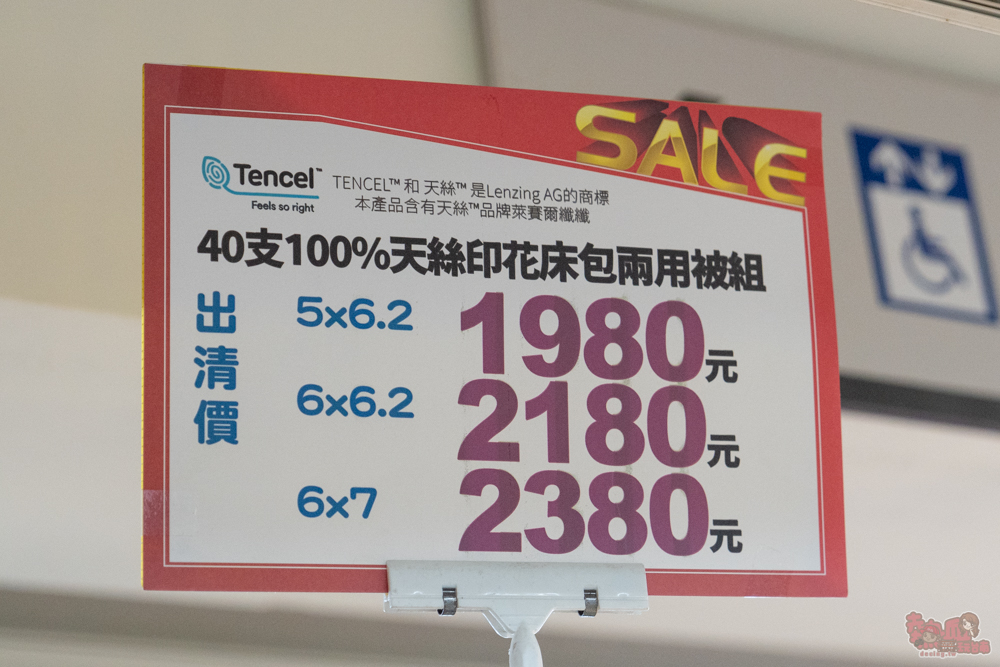 SALE
Tencel™
Feels so right
TENCEL™ 和 天絲™ 是Lenzing AG的商標
本產品含有天絲™品牌萊賽爾纖纖
40支100%天絲印花床包兩用被組
出清價
5x6.2 1980元
6x6.2 2180元
6x7 2380元